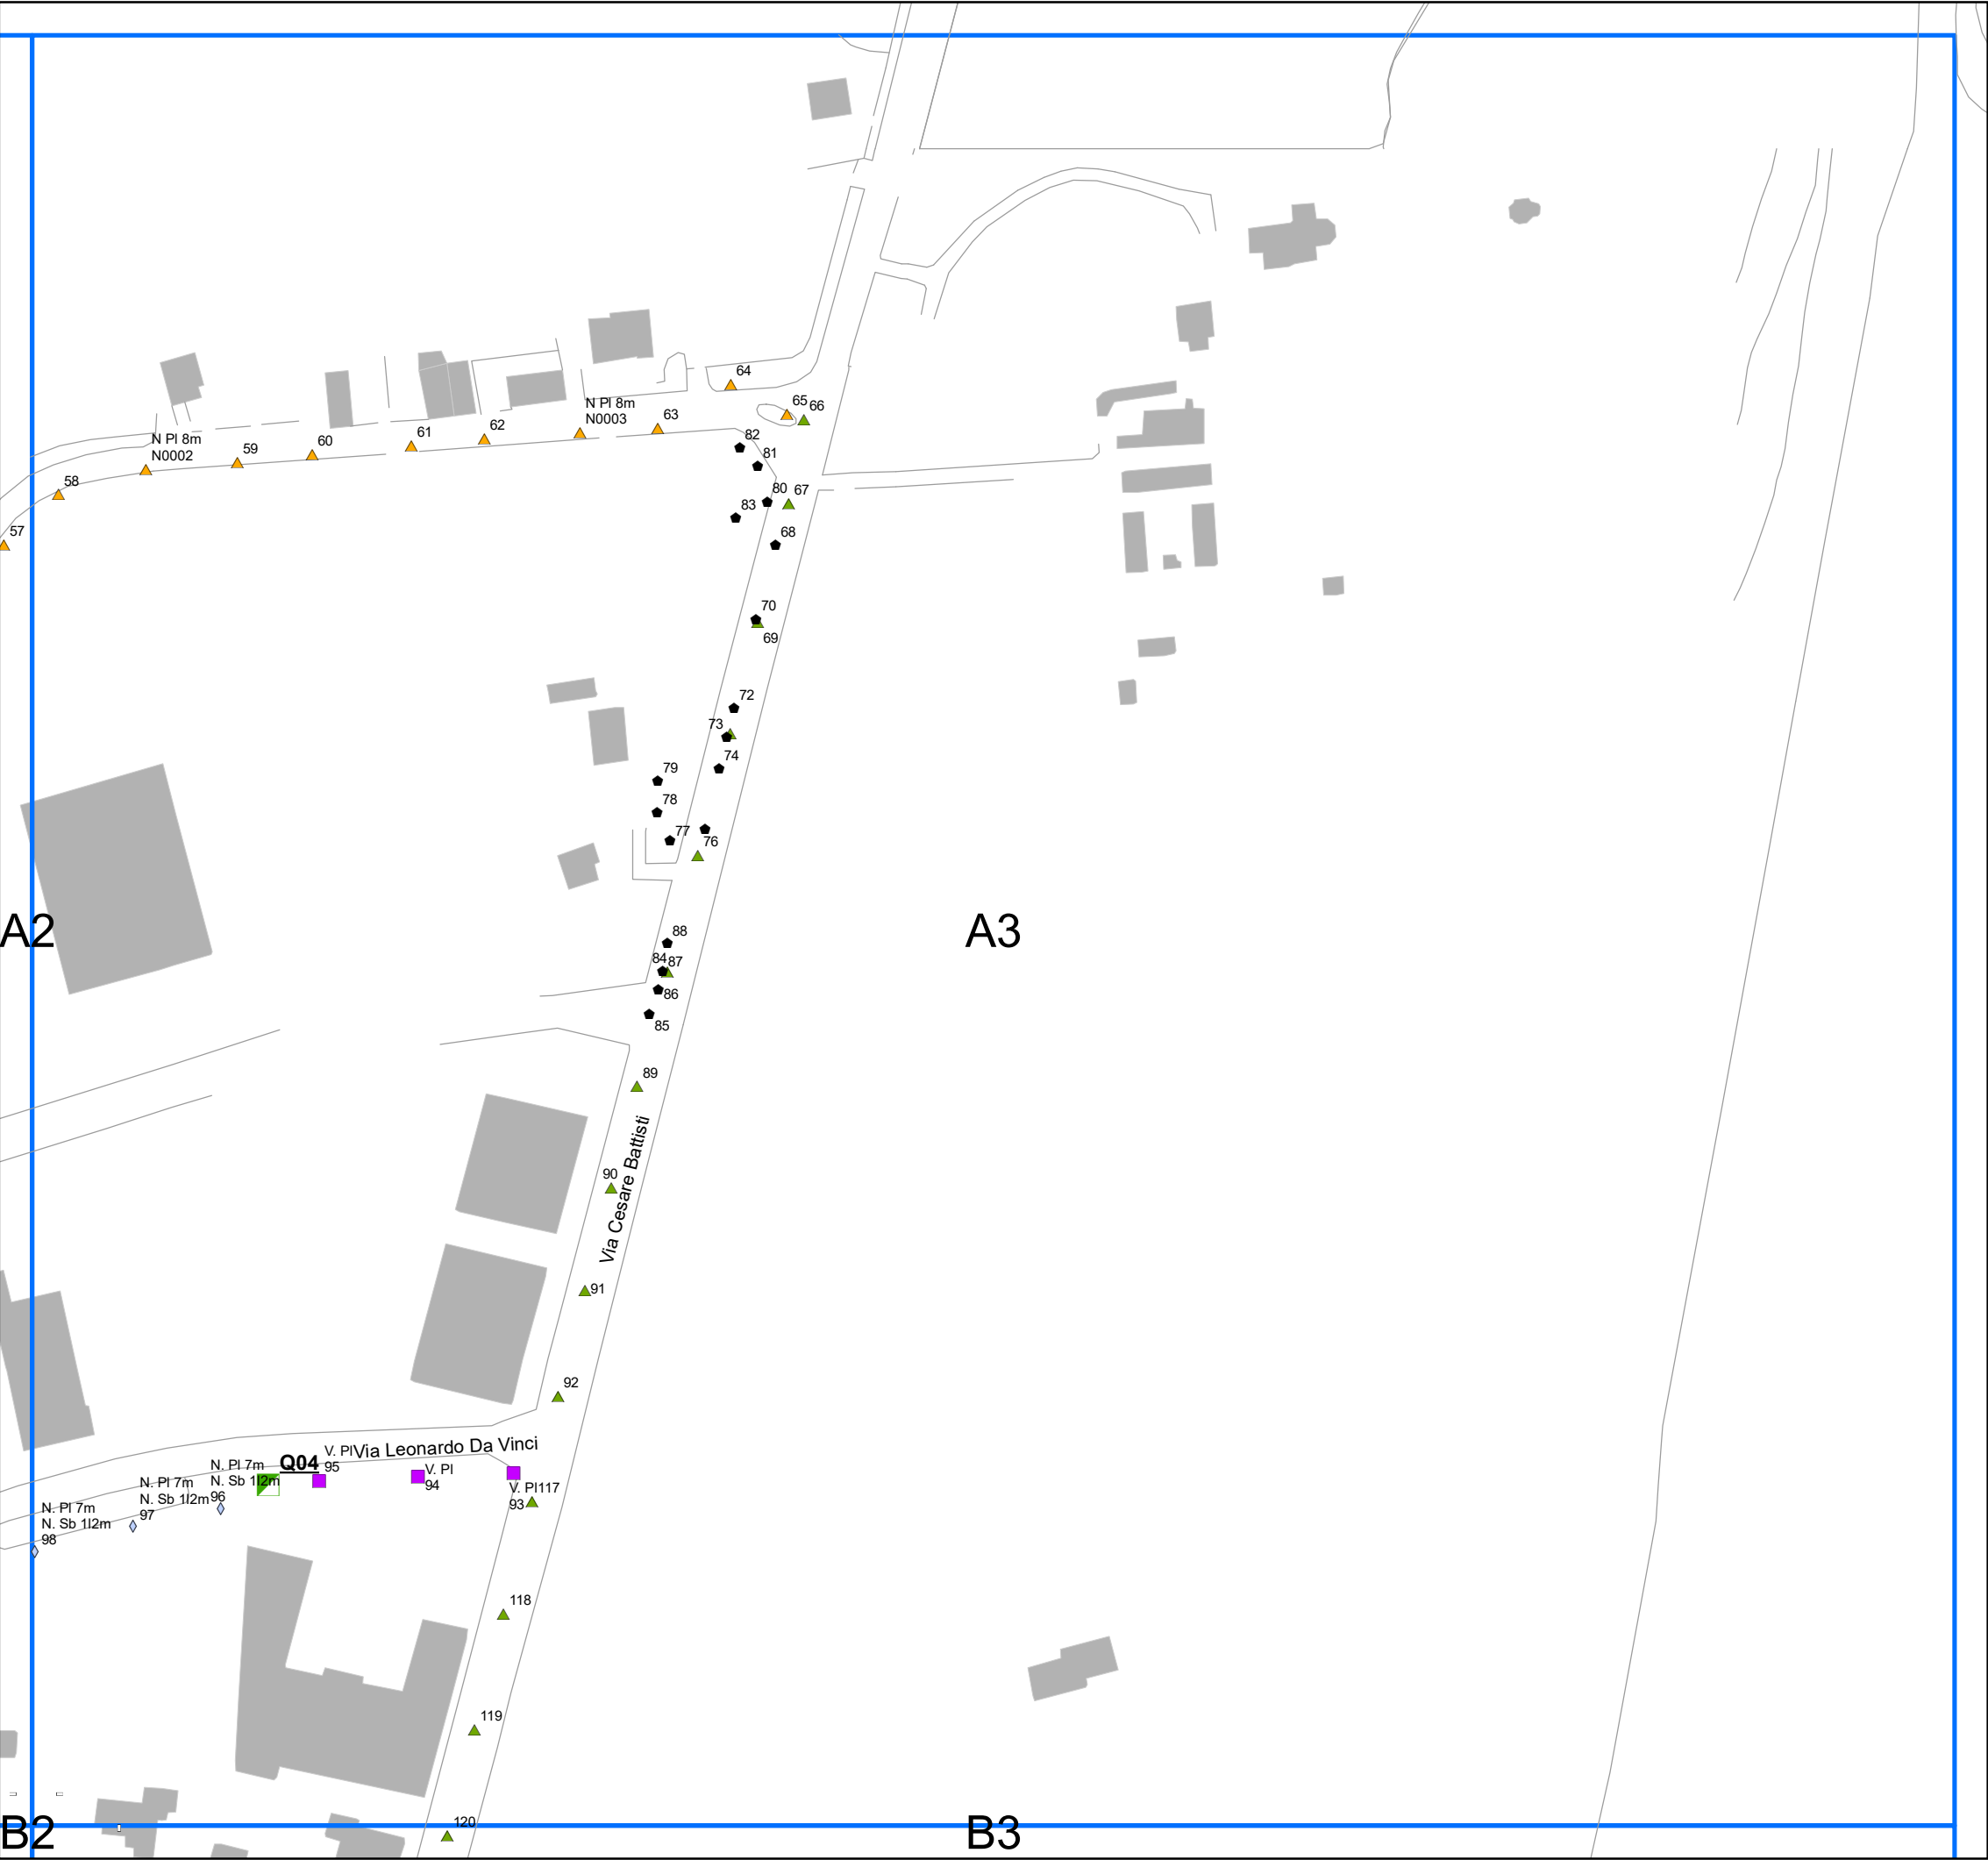 64
65
66
N Pl 8m
N0003
63
62
61
60
59
N Pl 8m
N0002
58
57
82
81
80
67
83
68
70
69
72
73
74
79
78
77
76
A2
A3
88
84
87
86
85
89
90
Via Cesare Battisti
91
92
Via Leonardo Da Vinci
V. Pl
95
Q04
V. Pl
94
V. Pl
93
117
N. Pl 7m
N. Sb 1l2m
96
N. Pl 7m
N. Sb 1l2m
97
N. Pl 7m
N. Sb 1l2m
98
118
119
120
B2
B3